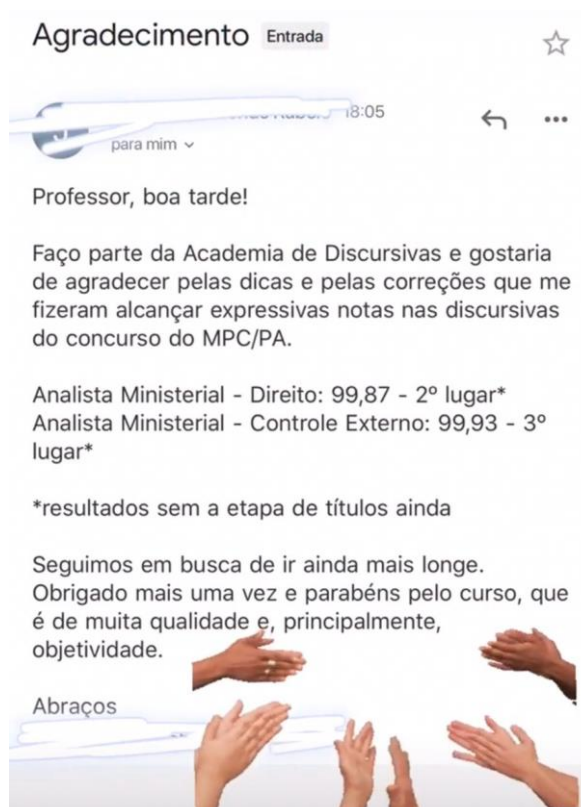 Agradecimento Entrada
18:05
para mim
Professor, boa tarde!
Faço parte da Academia de Discursivas e gostaria
de agradecer pelas dicas e pelas correções que me
fizeram alcançar expressivas notas nas discursivas
do concurso do MPC/PA.
Analista Ministerial - Direito: 99,87 - 2º lugar*
Analista Ministerial - Controle Externo: 99,93 - 3º
lugar*
*resultados sem a etapa de títulos ainda
Seguimos em busca de ir ainda mais longe.
Obrigado mais uma vez e parabéns pelo curso, que
é de muita qualidade e, principalmente,
objetividade.
Abraços